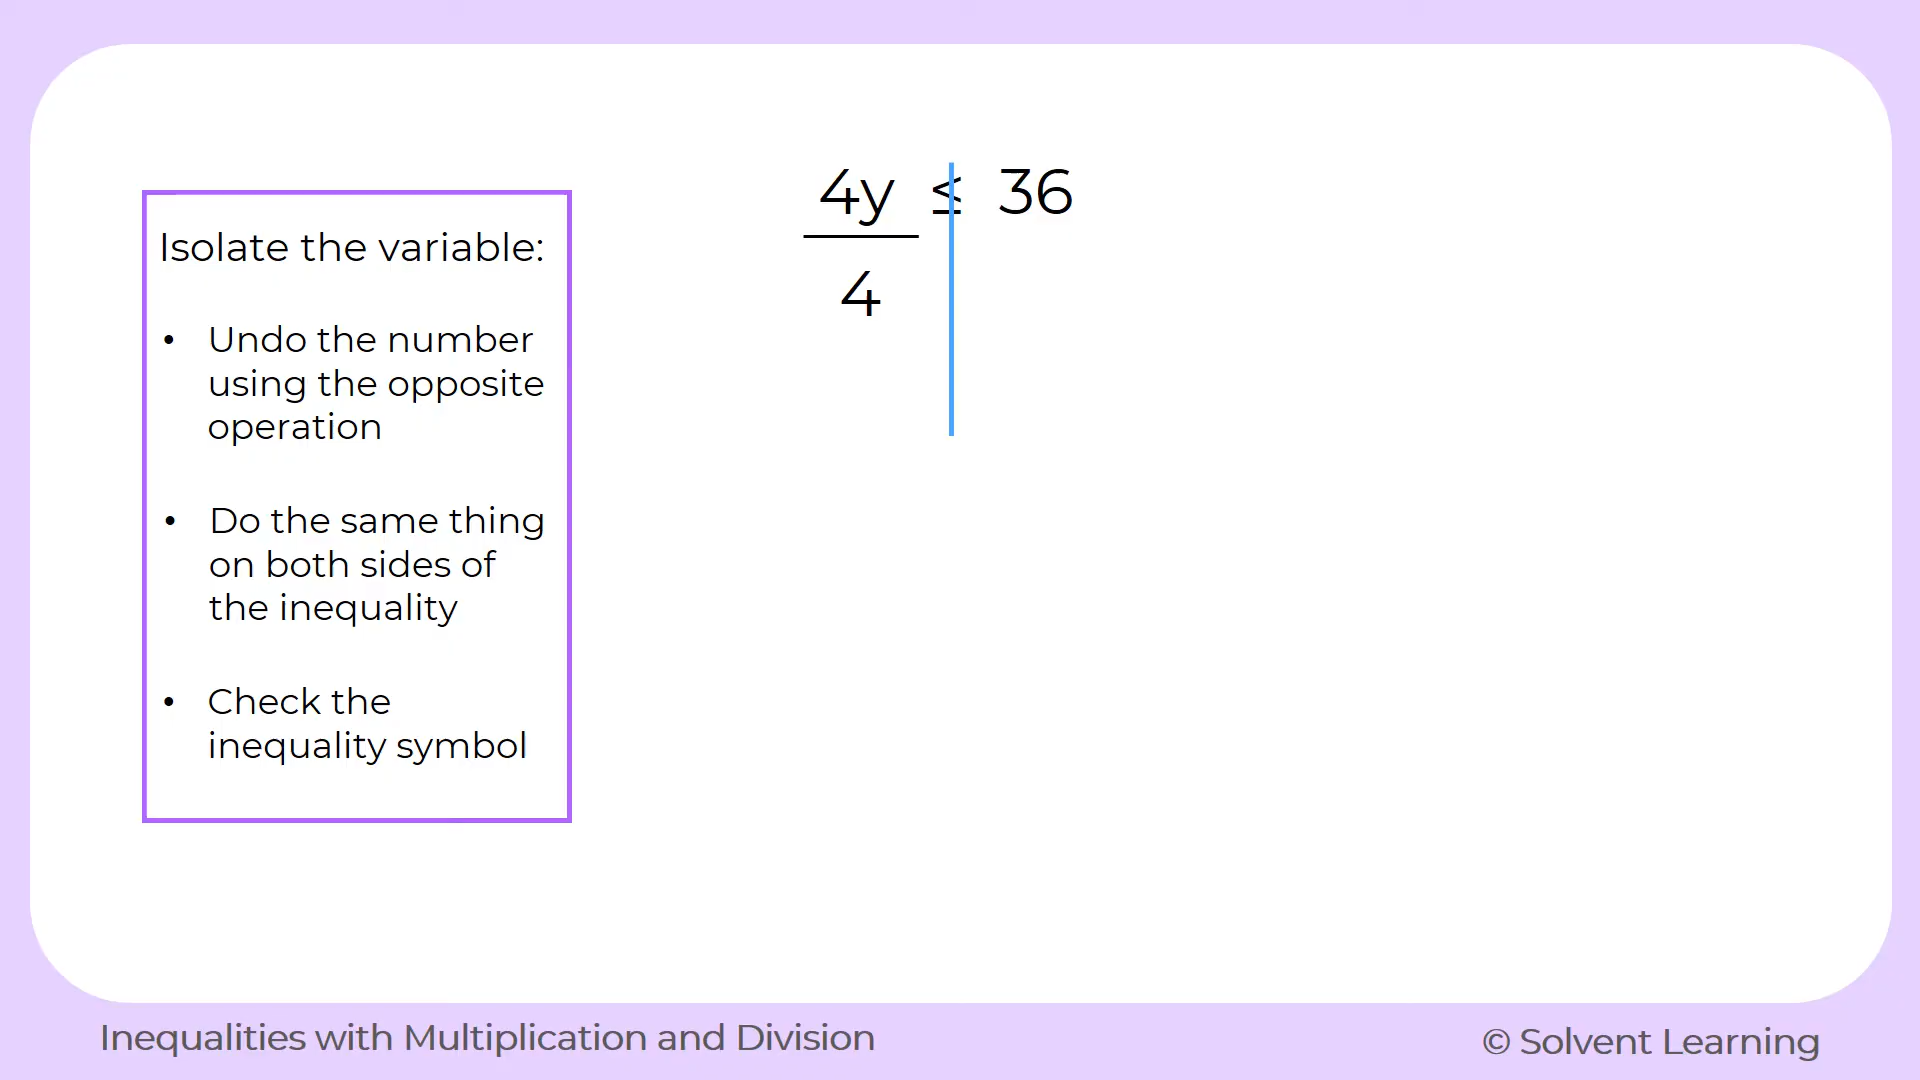 4y ≤ 36
4
Isolate the variable:
• Undo the number
using the opposite
operation
• Do the same thing
on both sides of
the inequality
• Check the
inequality symbol
Inequalities with Multiplication and Division
© Solvent Learning